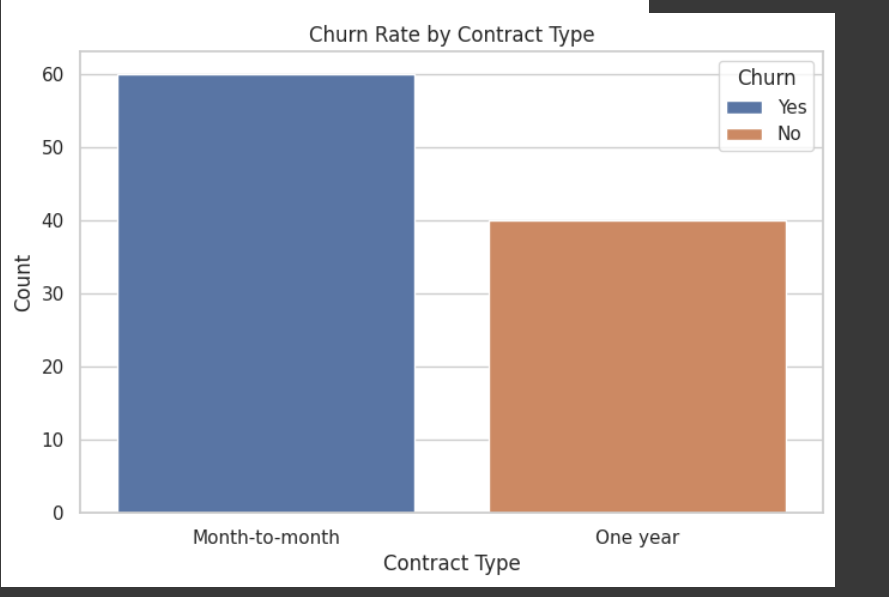 Churn Rate by Contract Type
Churn
Yes
No
60
50
40
30
20
10
0
Count
Month-to-month
One year
Contract Type